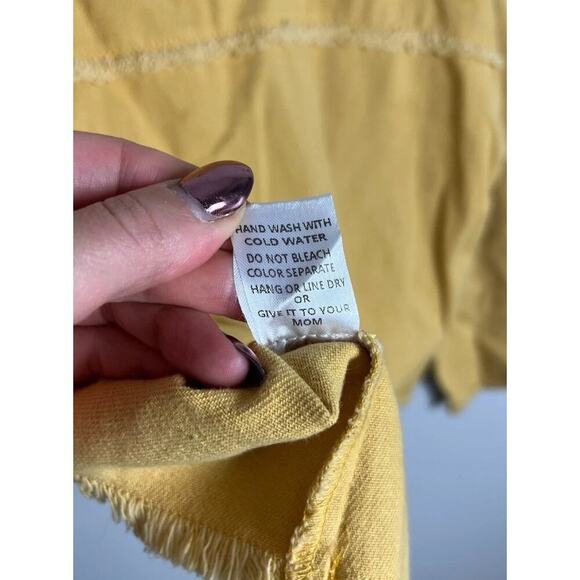 HAND WASH WITH
COLD WATER
DO NOT BLEACH
COLOR SEPARATE
HANG OR LINE DRY
OR
GIVE IT TO YOUR
MOM